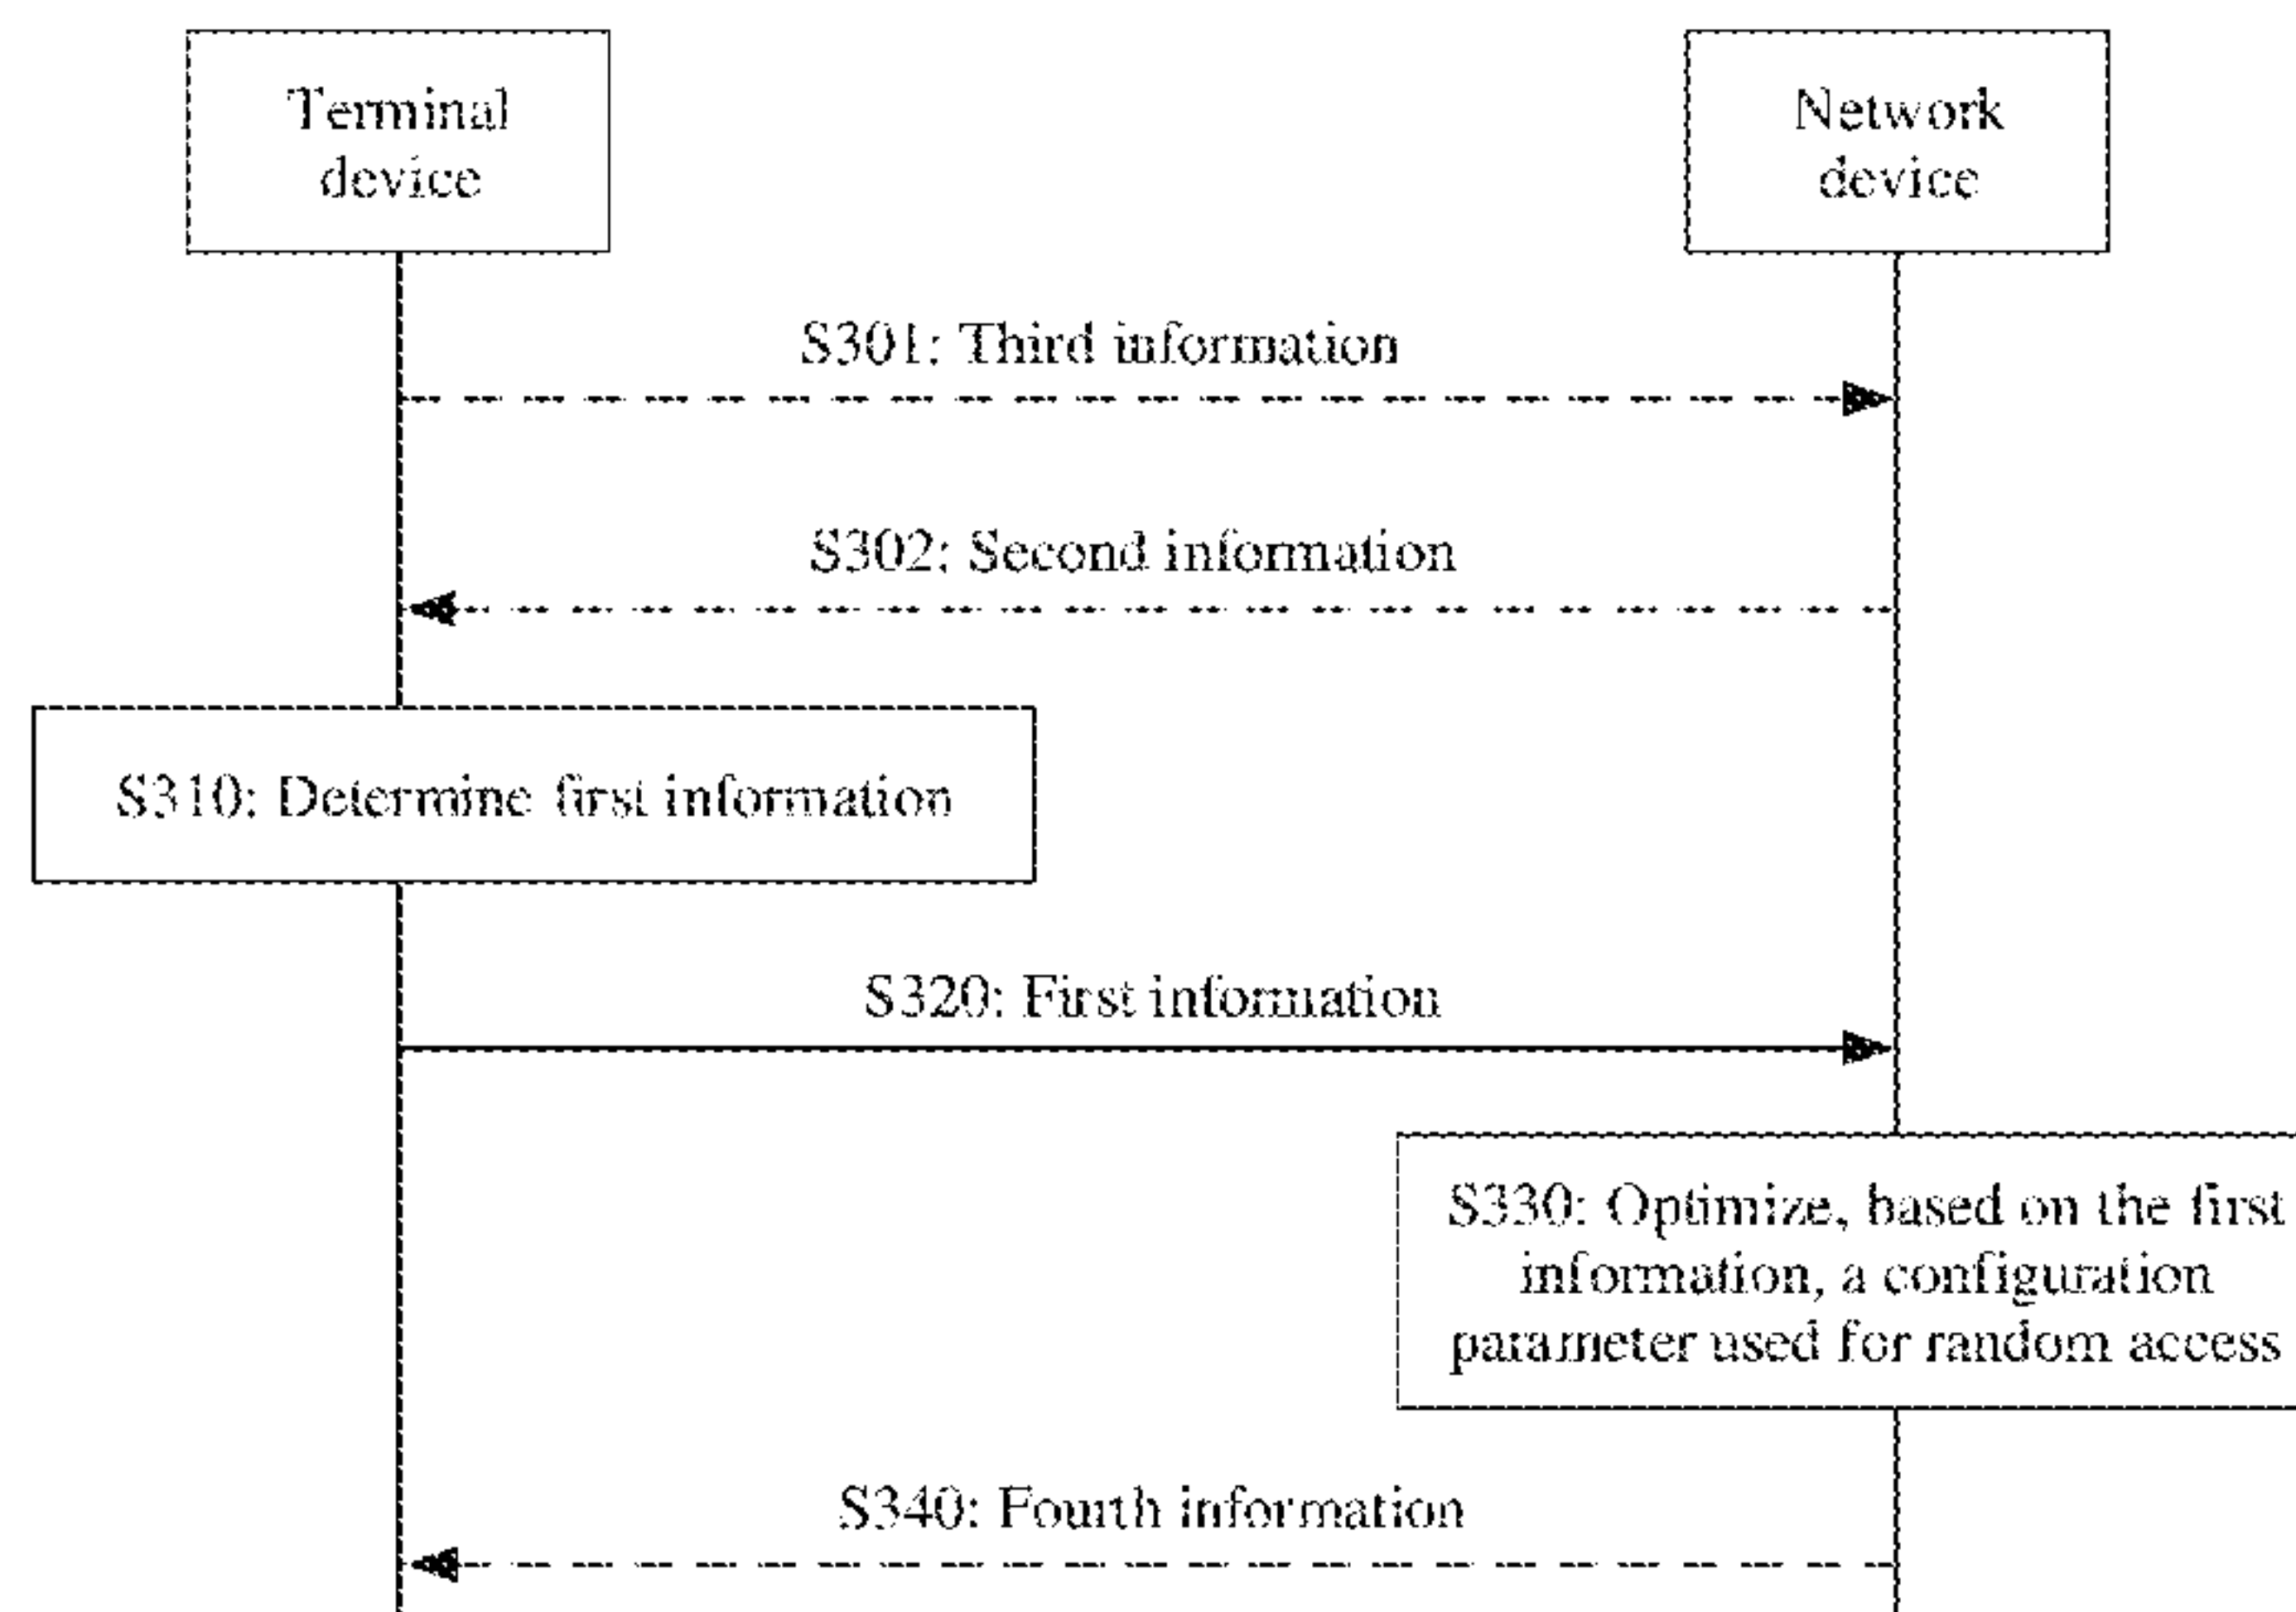 Terminal
device
Network
device
S301: Third information
S302: Second information
S310: Determine first information
S320: First information
S330: Optimize, based on the first
information, a configuration
parameter used for random access
S340: Fourth information